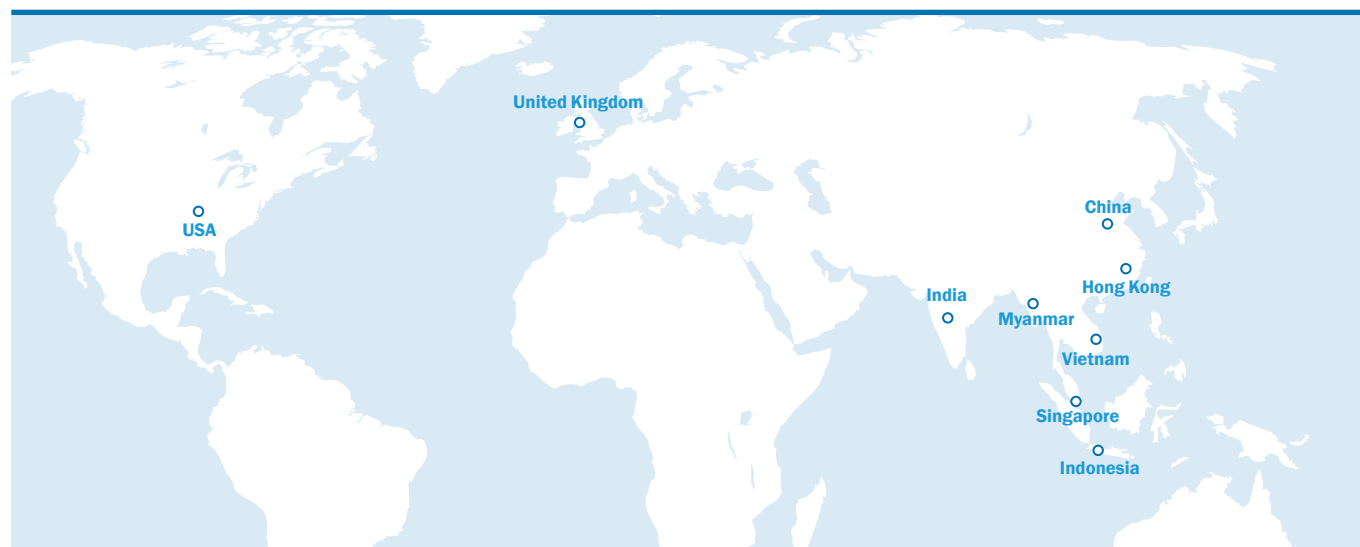 United Kingdom
USA
China
Hong Kong
India
Myanmar
Vietnam
Singapore
Indonesia